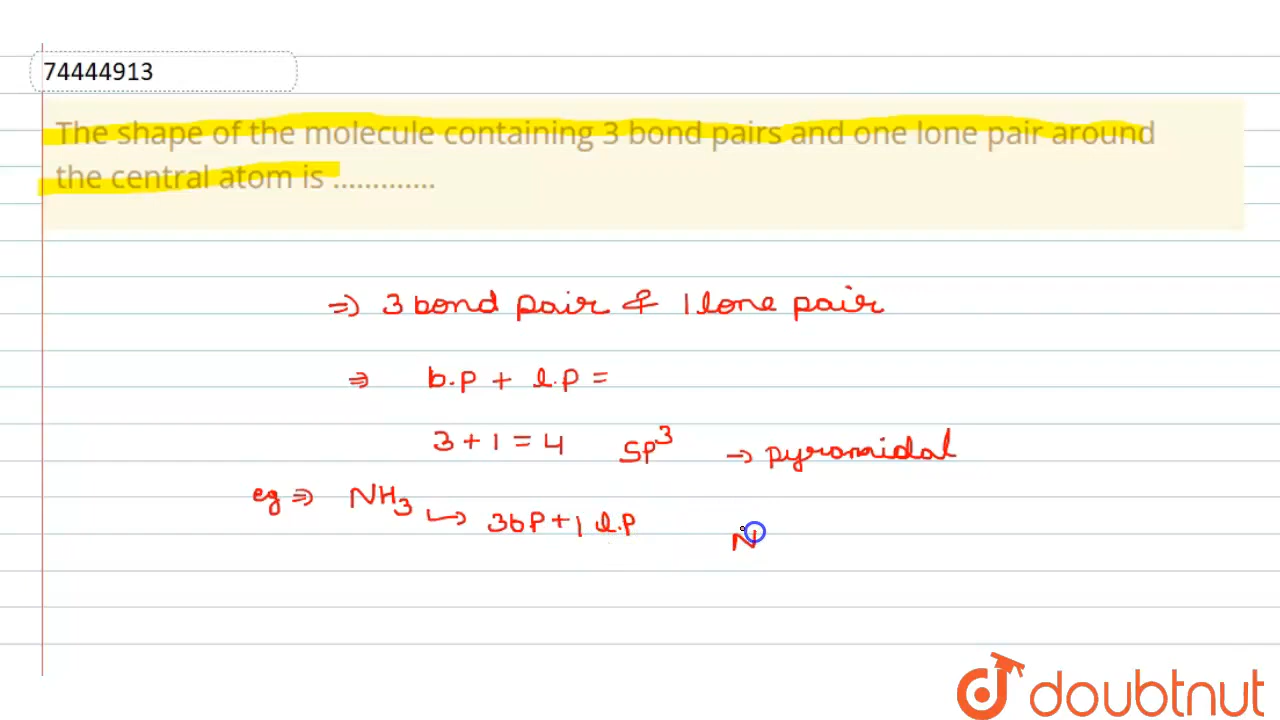 74444913
The shape of the molecule containing 3 bond pairs and one lone pair around
the central atom is .............
⇒ 3 bond pair & 1 lone pair
⇒ b.p + l.p =
3 + 1 = 4 SP³ → pyramidal
eg ⇒ NH₃ ↳ 3bP + 1 l.P
N
doubtnut